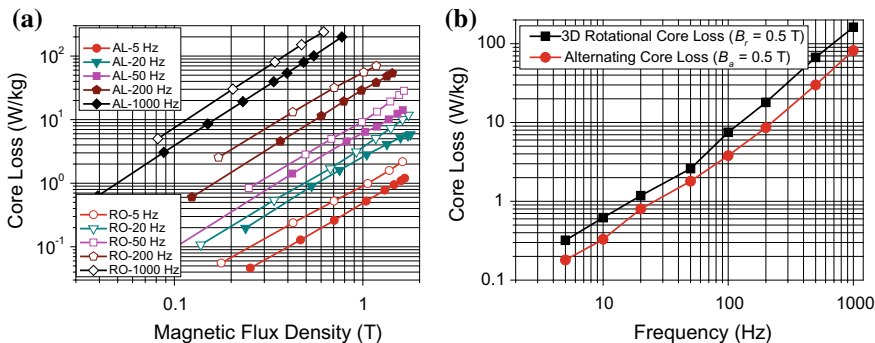 (a)
10²
10¹
10⁰
10⁻¹
Core Loss (W/kg)
AL-5 Hz
AL-20 Hz
AL-50 Hz
AL-200 Hz
AL-1000 Hz
RO-5 Hz
RO-20 Hz
RO-50 Hz
RO-200 Hz
RO-1000 Hz
0.1
1
Magnetic Flux Density (T)
(b)
100
10
1
0.1
Core Loss (W/kg)
3D Rotational Core Loss (Bᵣ = 0.5 T)
Alternating Core Loss (Bₐ = 0.5 T)
10
100
1000
Frequency (Hz)